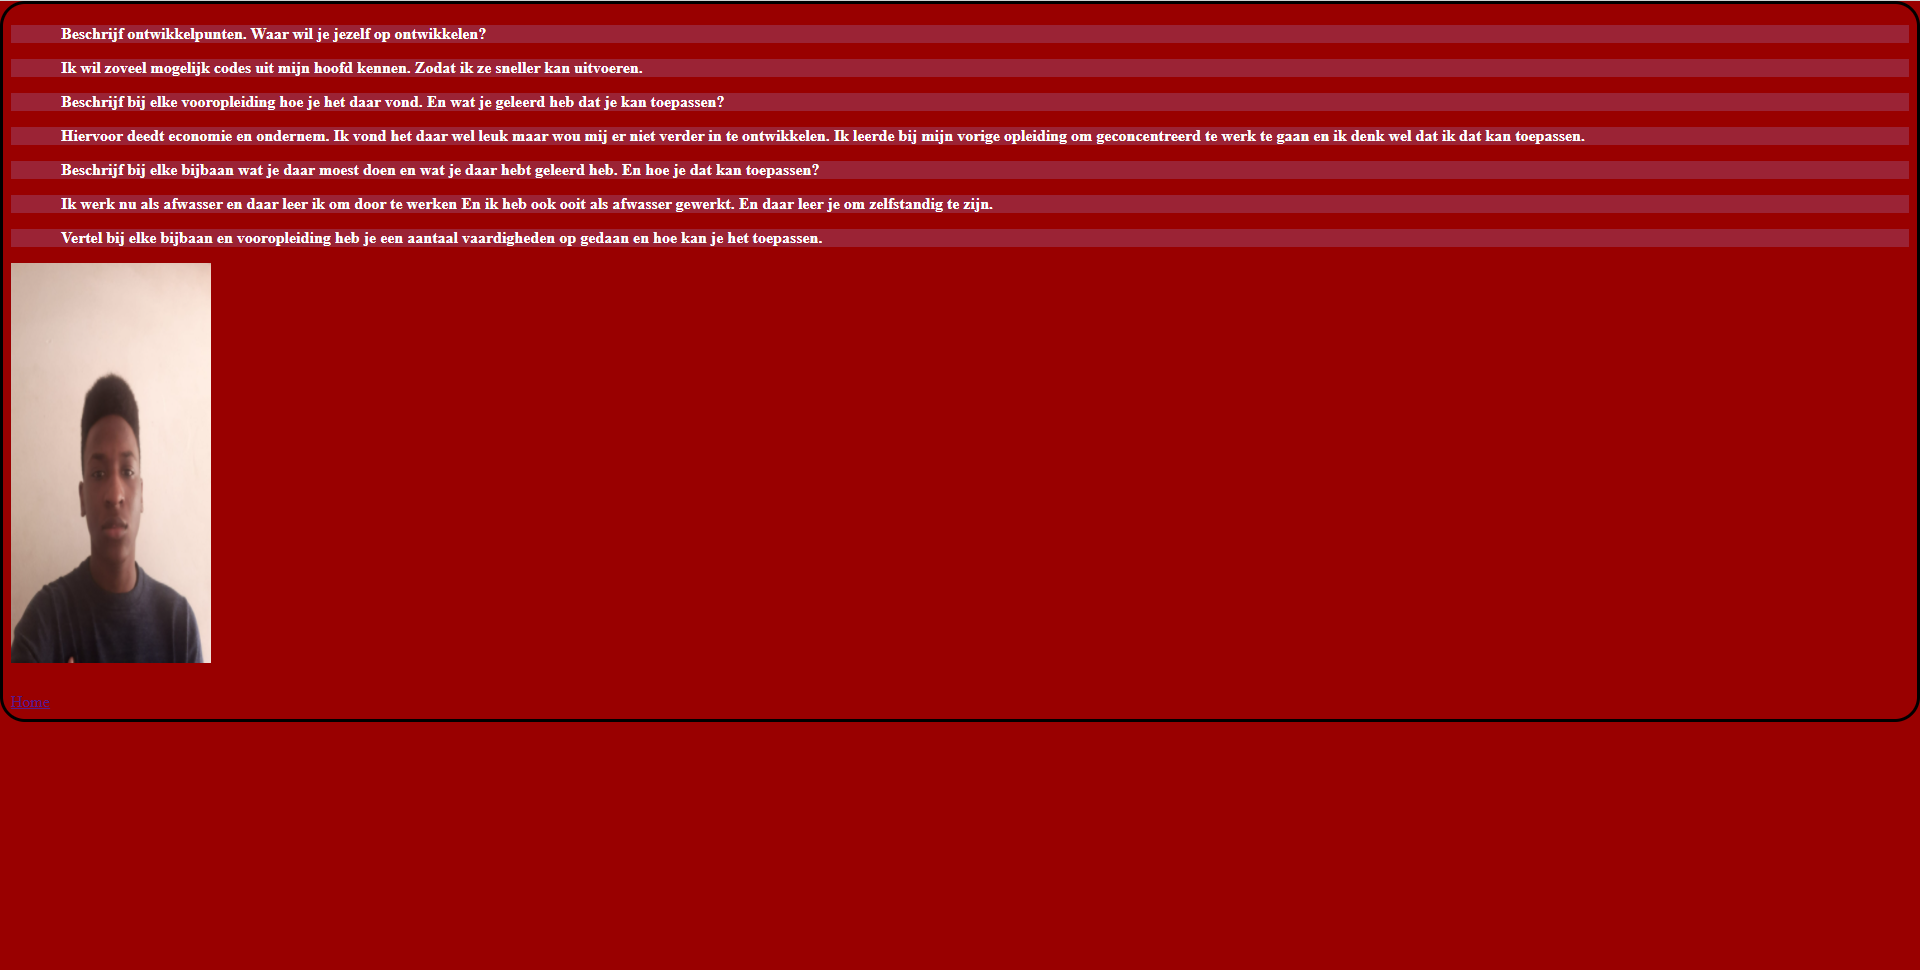 Beschrijf ontwikkelpunten. Waar wil je jezelf op ontwikkelen?
Ik wil zoveel mogelijk codes uit mijn hoofd kennen. Zodat ik ze sneller kan uitvoeren.
Beschrijf bij elke vooropleiding hoe je het daar vond. En wat je geleerd heb dat je kan toepassen?
Hiervoor deedt economie en ondernem. Ik vond het daar wel leuk maar wou mij er niet verder in te ontwikkelen. Ik leerde bij mijn vorige opleiding om geconcentreerd te werk te gaan en ik denk wel dat ik dat kan toepassen.
Beschrijf bij elke bijbaan wat je daar moest doen en wat je daar hebt geleerd heb. En hoe je dat kan toepassen?
Ik werk nu als afwasser en daar leer ik om door te werken En ik heb ook ooit als afwasser gewerkt. En daar leer je om zelfstandig te zijn.
Vertel bij elke bijbaan en vooropleiding heb je een aantaal vaardigheden op gedaan en hoe kan je het toepassen.
Home